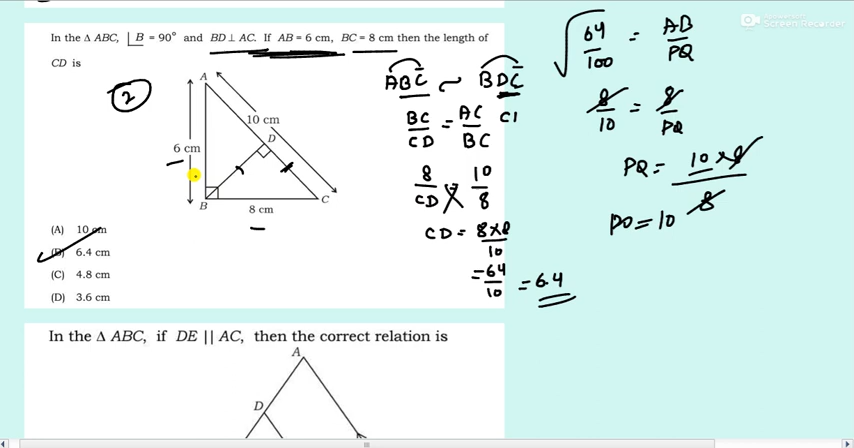 In the Δ ABC, ∠B = 90° and BD ⊥ AC. If AB = 6 cm, BC = 8 cm then the length of
CD is
2
A
10 cm
D
6 cm
B
8 cm
C
(A) 10 cm
(B) 6.4 cm
(C) 4.8 cm
(D) 3.6 cm
ABC ~ BDC
BC/CD = AC/BC
8/CD 10/8
CD = 8×8/10
= 64/10 = 6.4
√64/100 = AB/PQ
8/10 = 8/PQ
PQ = 10×8/8
PQ = 10
Screen Recorder
In the Δ ABC, if DE || AC, then the correct relation is
A
D